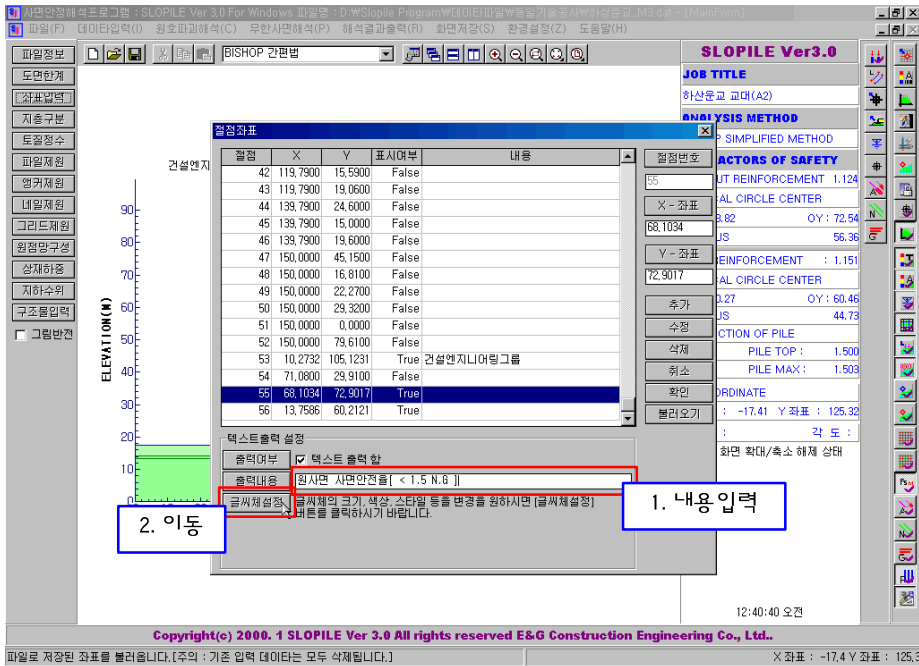 사면안정해석프로그램 : SLOPILE Ver 3.0 For Windows 파일명 : D:\Slopile Program\데이타파일\동일기술공사\하산운교_M3.dat - [Main]
파일(F) 데이타입력(I) 원호파괴해석(C) 무한사면해석(P) 해석결과출력(R) 화면저장(S) 환경설정(Z) 도움말(H)
BISHOP 간편법
파일정보
도면한계
좌표입력
지층구분
토질정수
파일제원
앵커제원
네일제원
그리드제원
원점망구성
상재하중
지하수위
구조물입력
그림반전
건설엔지
ELEVATION(M)
90
80
70
60
50
40
30
20
10
0
절점좌표
절점 X Y 표시여부 내용
42 119,7900 15,5900 False
43 119,7900 19,0600 False
44 139,7900 24,6000 False
45 139,7900 15,0000 False
46 139,7900 19,6000 False
47 150,0000 45,1500 False
48 150,0000 16,8100 False
49 150,0000 22,2700 False
50 150,0000 29,3200 False
51 150,0000 0,0000 False
52 150,0000 79,6100 False
53 10,2732 105,1231 True 건설엔지니어링그룹
54 71,0800 29,9100 False
55 68,1034 72,9017 True
56 13,7586 60,2121 True
절점번호
55
X - 좌표
68,1034
Y - 좌표
72,9017
추가
수정
삭제
취소
확인
불러오기
텍스트출력 설정
출력여부 텍스트 출력 함
출력내용 원사면 사면안전율[ < 1.5 N.G ]
글씨체설정 글씨체의 크기, 색상, 스타일 등을 변경을 원하시면 [글씨체설정]
버튼를 클릭하시기 바랍니다.
1. 내용입력
2. 이동
SLOPILE Ver3.0
JOB TITLE
하산운교 교대(A2)
ANALYSIS METHOD
P SIMPLIFIED METHOD
ACTORS OF SAFETY
UT REINFORCEMENT 1.124
AL CIRCLE CENTER
3.82 OY : 72.54
US 56.36
EINFORCEMENT : 1.151
AL CIRCLE CENTER
0.27 OY : 60.46
US 44.73
CTION OF PILE
PILE TOP : 1.500
PILE MAX : 1.503
ORDINATE
: -17.41 Y 좌표 : 125.32
: 각 도 :
화면 확대/축소 해제 상태
12:40:40 오전
Copyright(c) 2000. 1 SLOPILE Ver 3.0 All rights reserved E&G Construction Engineering Co., Ltd..
파일로 저장된 좌표를 불러옵니다.[주의 : 기존 입력 데이타는 모두 삭제됩니다.]
X 좌표 : -17.4 Y 좌표 : 125.3